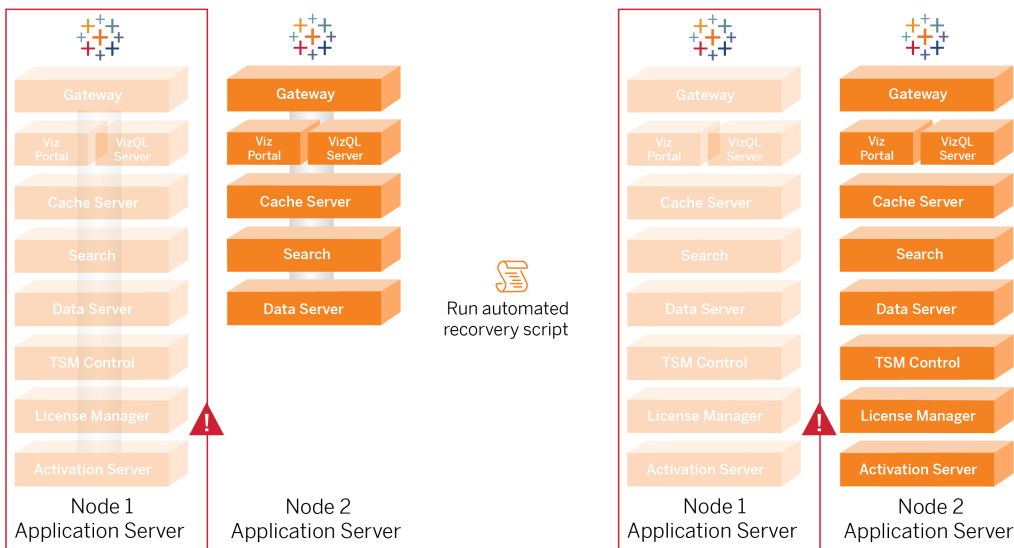 Gateway
Viz
Portal
VizQL
Server
Cache Server
Search
Data Server
TSM Control
License Manager
!
Activation Server
Node 1
Application Server
Gateway
Viz
Portal
VizQL
Server
Cache Server
Search
Data Server
Node 2
Application Server
Run automated
recorvery script
Gateway
Viz
Portal
VizQL
Server
Cache Server
Search
Data Server
TSM Control
License Manager
!
Activation Server
Node 1
Application Server
Gateway
Viz
Portal
VizQL
Server
Cache Server
Search
Data Server
TSM Control
License Manager
Activation Server
Node 2
Application Server